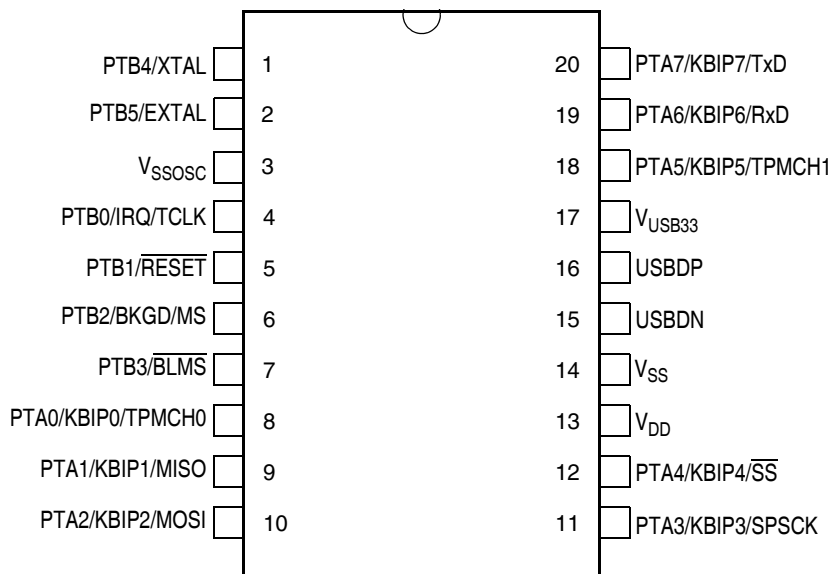 PTB4/XTAL 1 20 PTA7/KBIP7/TxD
PTB5/EXTAL 2 19 PTA6/KBIP6/RxD
VSSOSC 3 18 PTA5/KBIP5/TPMCH1
PTB0/IRQ/TCLK 4 17 VUSB33
PTB1/RESET 5 16 USBDP
PTB2/BKGD/MS 6 15 USBDN
PTB3/BLMS 7 14 VSS
PTA0/KBIP0/TPMCH0 8 13 VDD
PTA1/KBIP1/MISO 9 12 PTA4/KBIP4/SS
PTA2/KBIP2/MOSI 10 11 PTA3/KBIP3/SPSCK